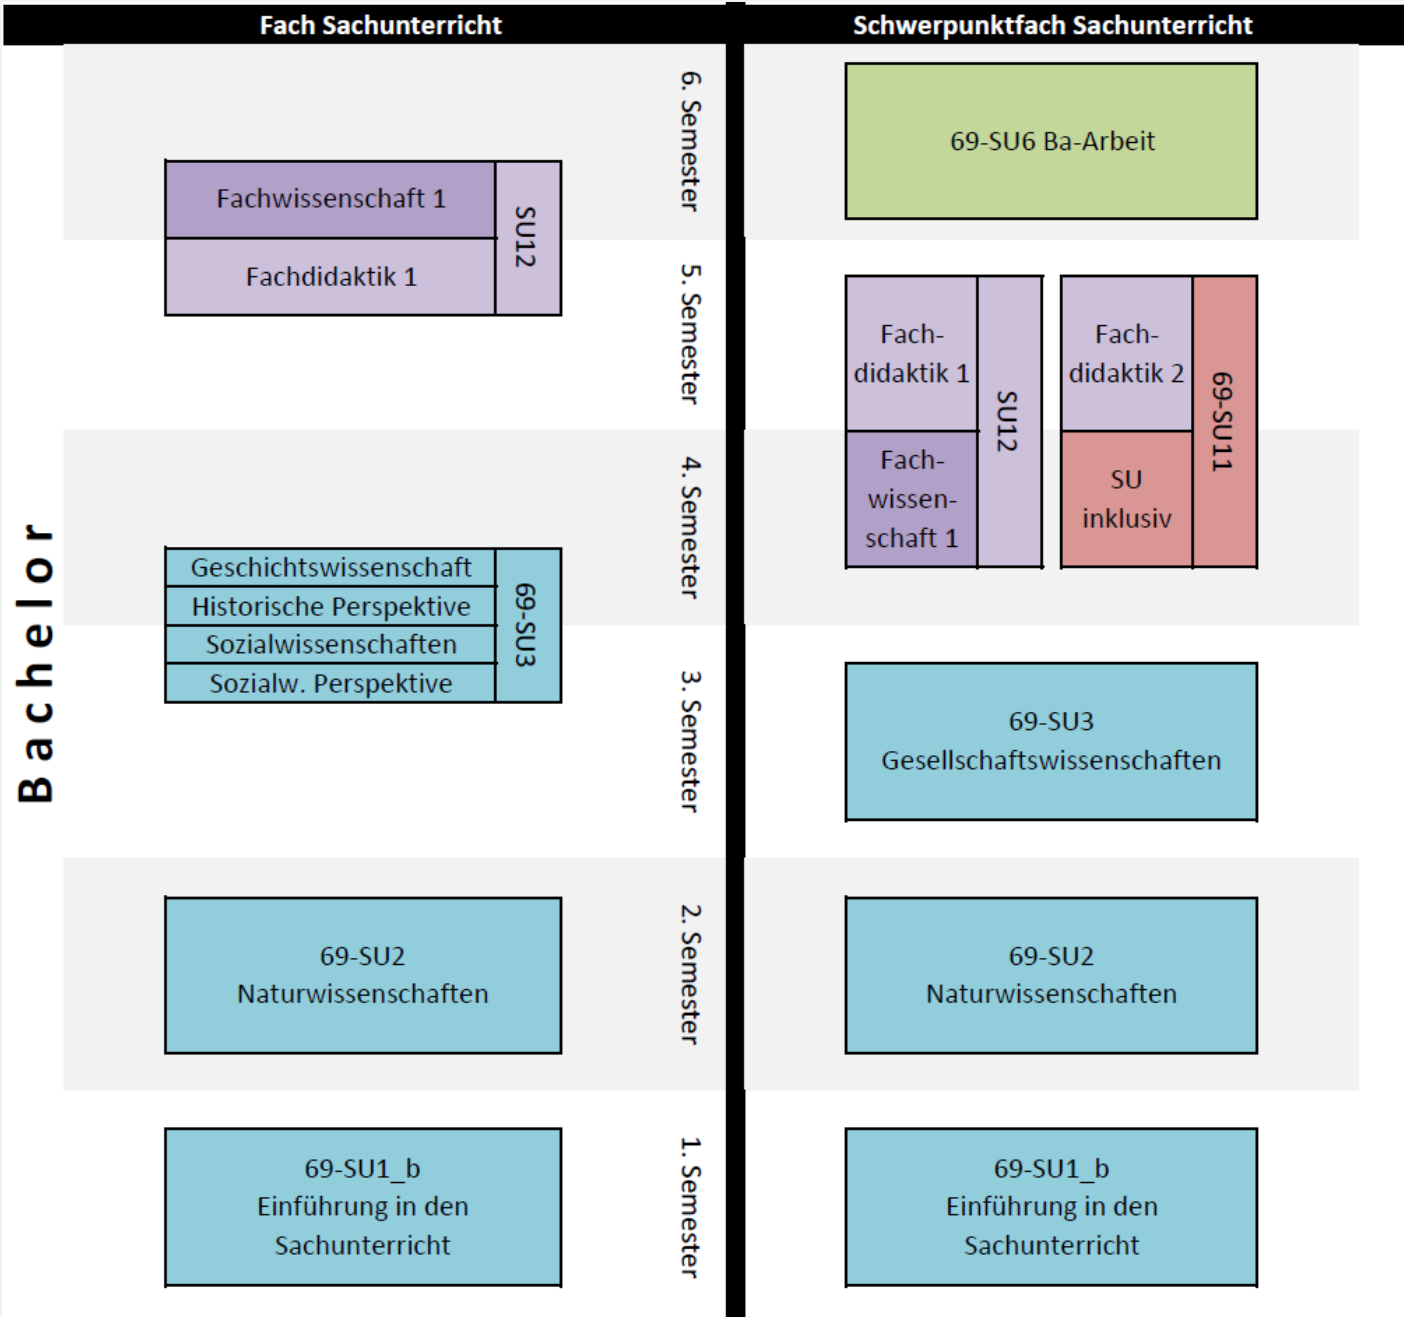 Fach Sachunterricht
Schwerpunktfach Sachunterricht
Bachelor
6. Semester
69-SU6 Ba-Arbeit
Fachwissenschaft 1
Fachdidaktik 1
SU12
5. Semester
Fach-
didaktik 1
Fach-
wissen-
schaft 1
SU12
Fach-
didaktik 2
SU
inklusiv
69-SU11
4. Semester
Geschichtswissenschaft
Historische Perspektive
Sozialwissenschaften
Sozialw. Perspektive
69-SU3
3. Semester
69-SU3
Gesellschaftswissenschaften
69-SU2
Naturwissenschaften
2. Semester
69-SU2
Naturwissenschaften
69-SU1_b
Einführung in den
Sachunterricht
1. Semester
69-SU1_b
Einführung in den
Sachunterricht